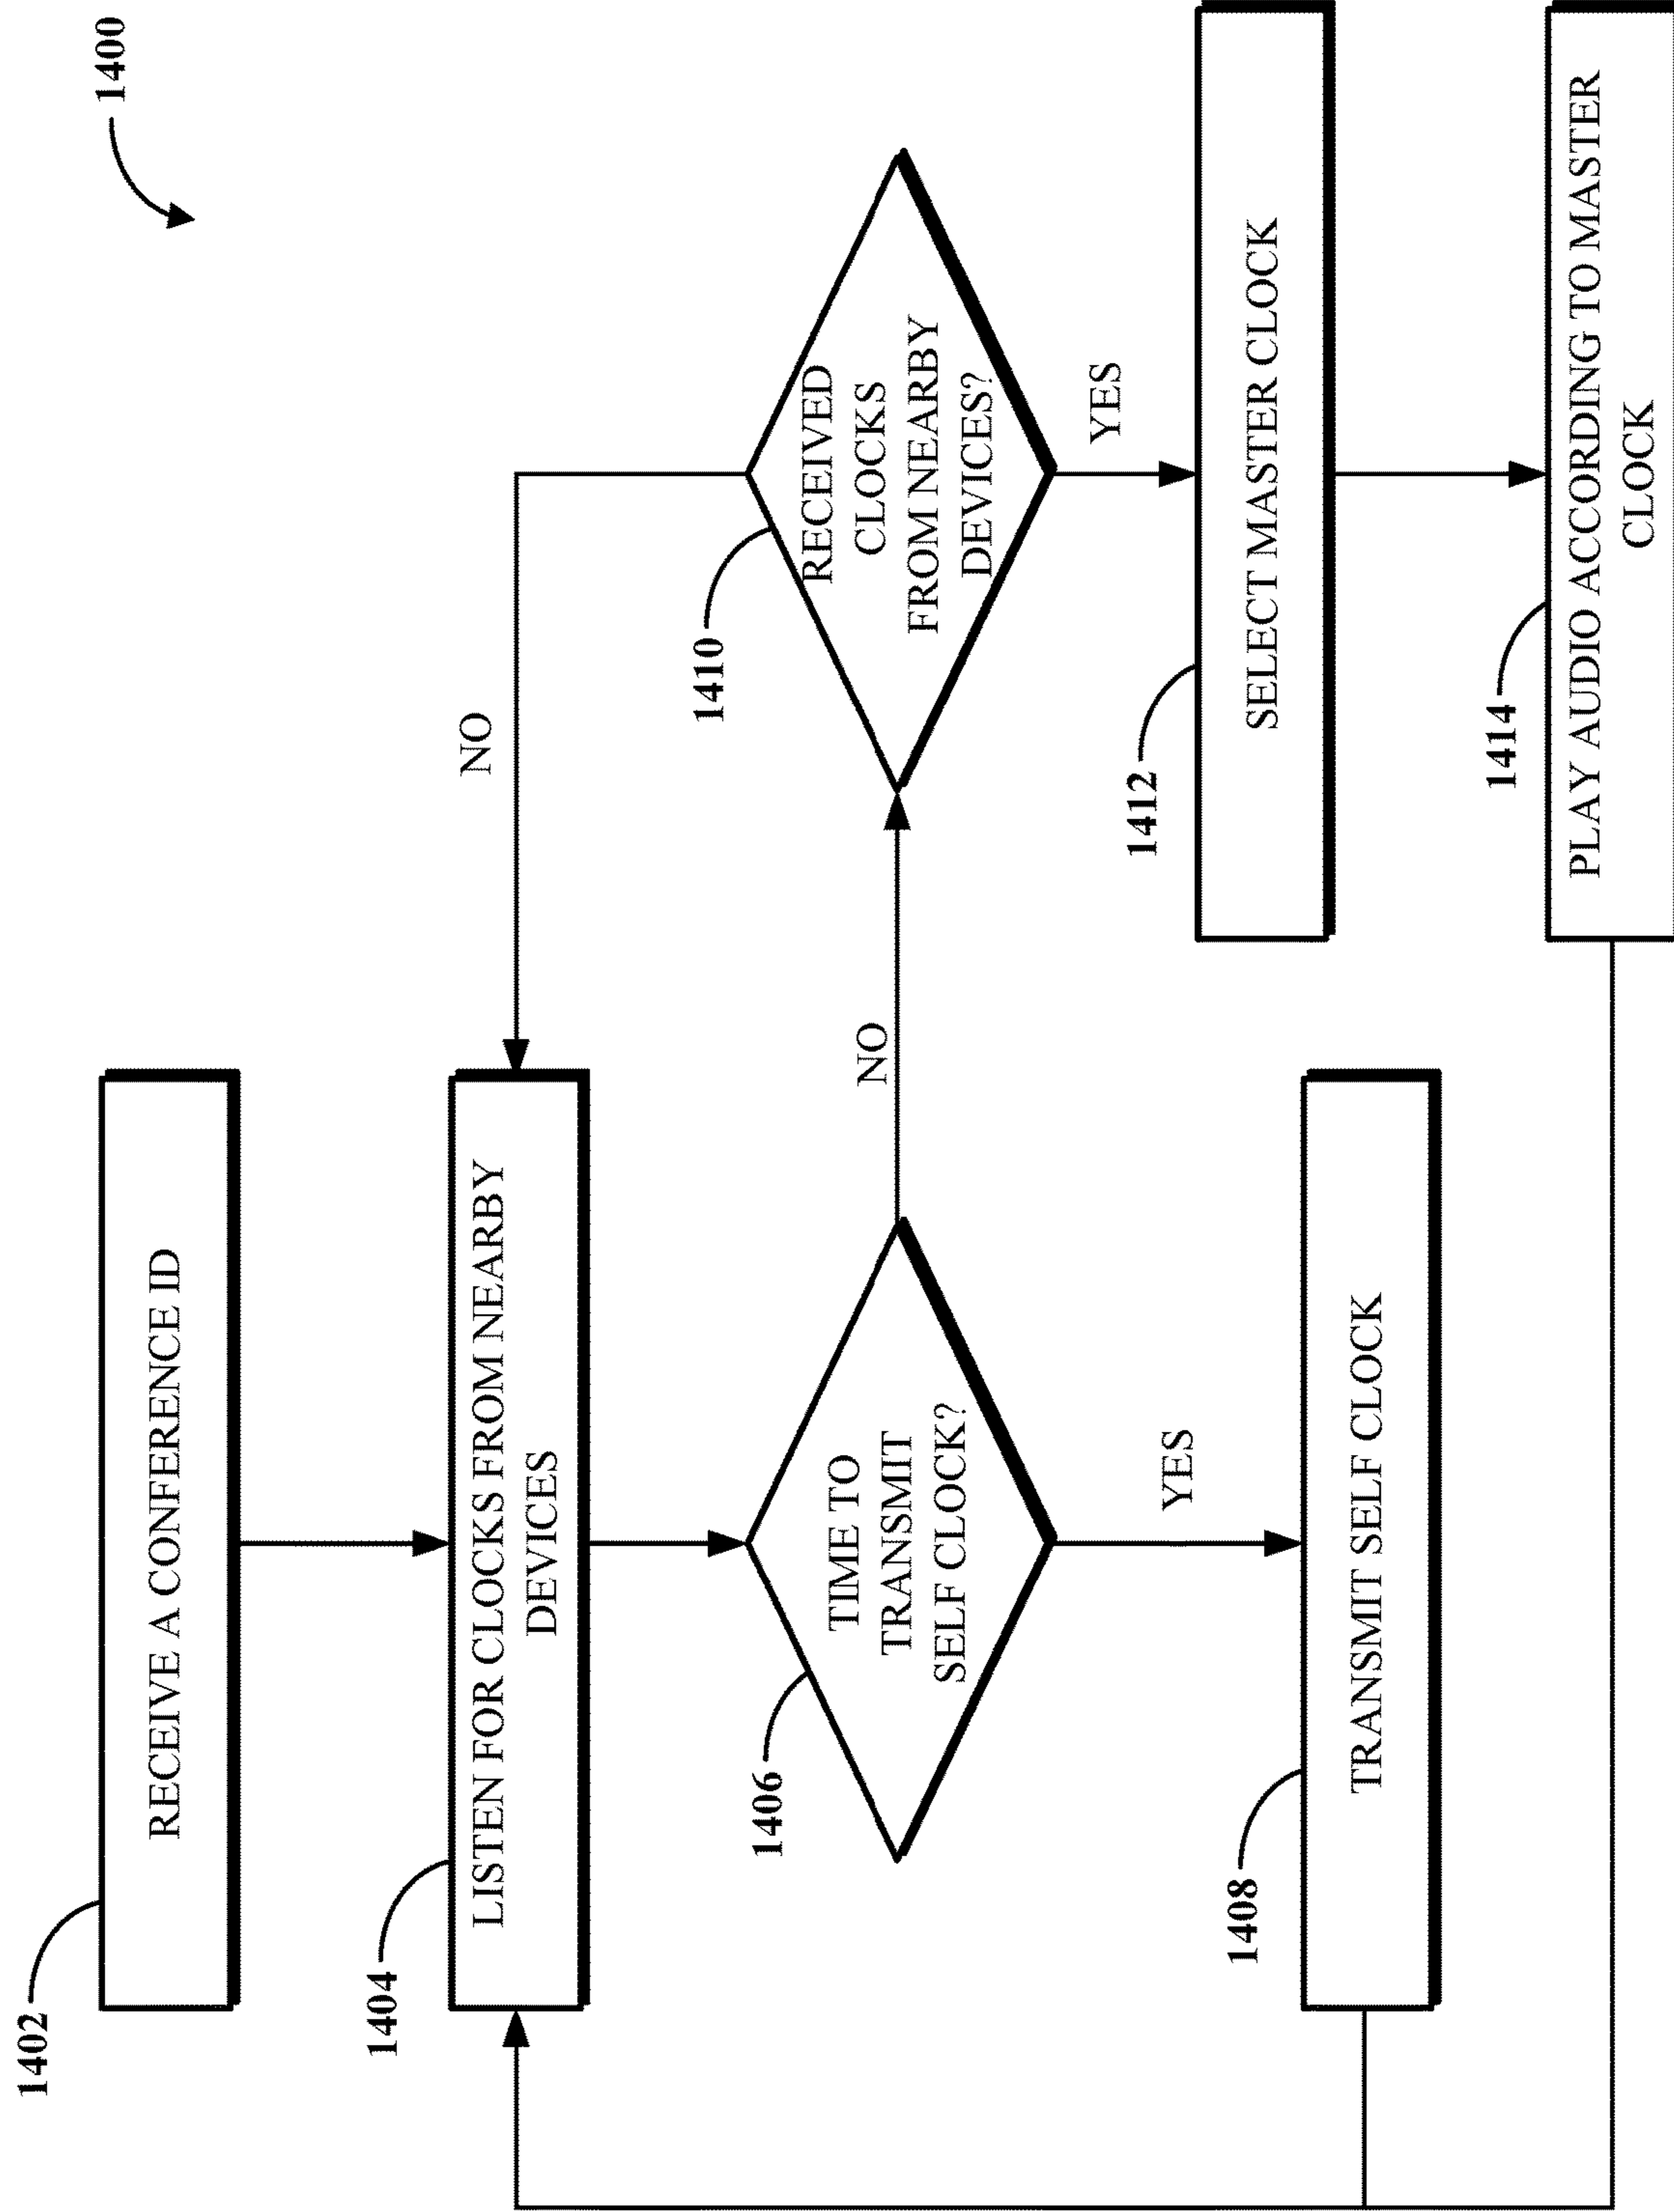 1400
1402
RECEIVE A CONFERENCE ID
1404
LISTEN FOR CLOCKS FROM NEARBY
DEVICES
NO
1406
TIME TO
TRANSMIT
SELF CLOCK?
NO
1410
RECEIVED
CLOCKS
FROM NEARBY
DEVICES?
YES
YES
1408
TRANSMIT SELF CLOCK
1412
SELECT MASTER CLOCK
1414
PLAY AUDIO ACCORDING TO MASTER
CLOCK